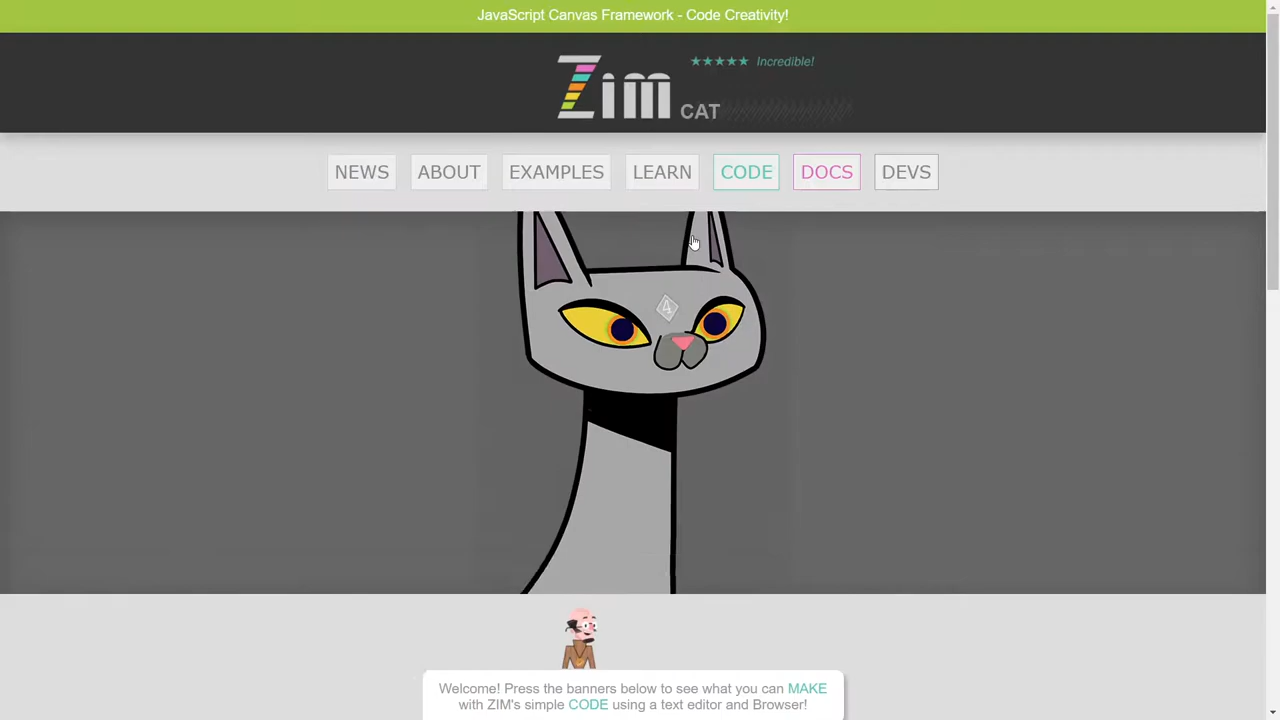 JavaScript Canvas Framework - Code Creativity!
Zim
★★★★★ Incredible!
CAT
NEWS
ABOUT
EXAMPLES
LEARN
CODE
DOCS
DEVS
4
Welcome! Press the banners below to see what you can MAKE
with ZIM's simple CODE using a text editor and Browser!